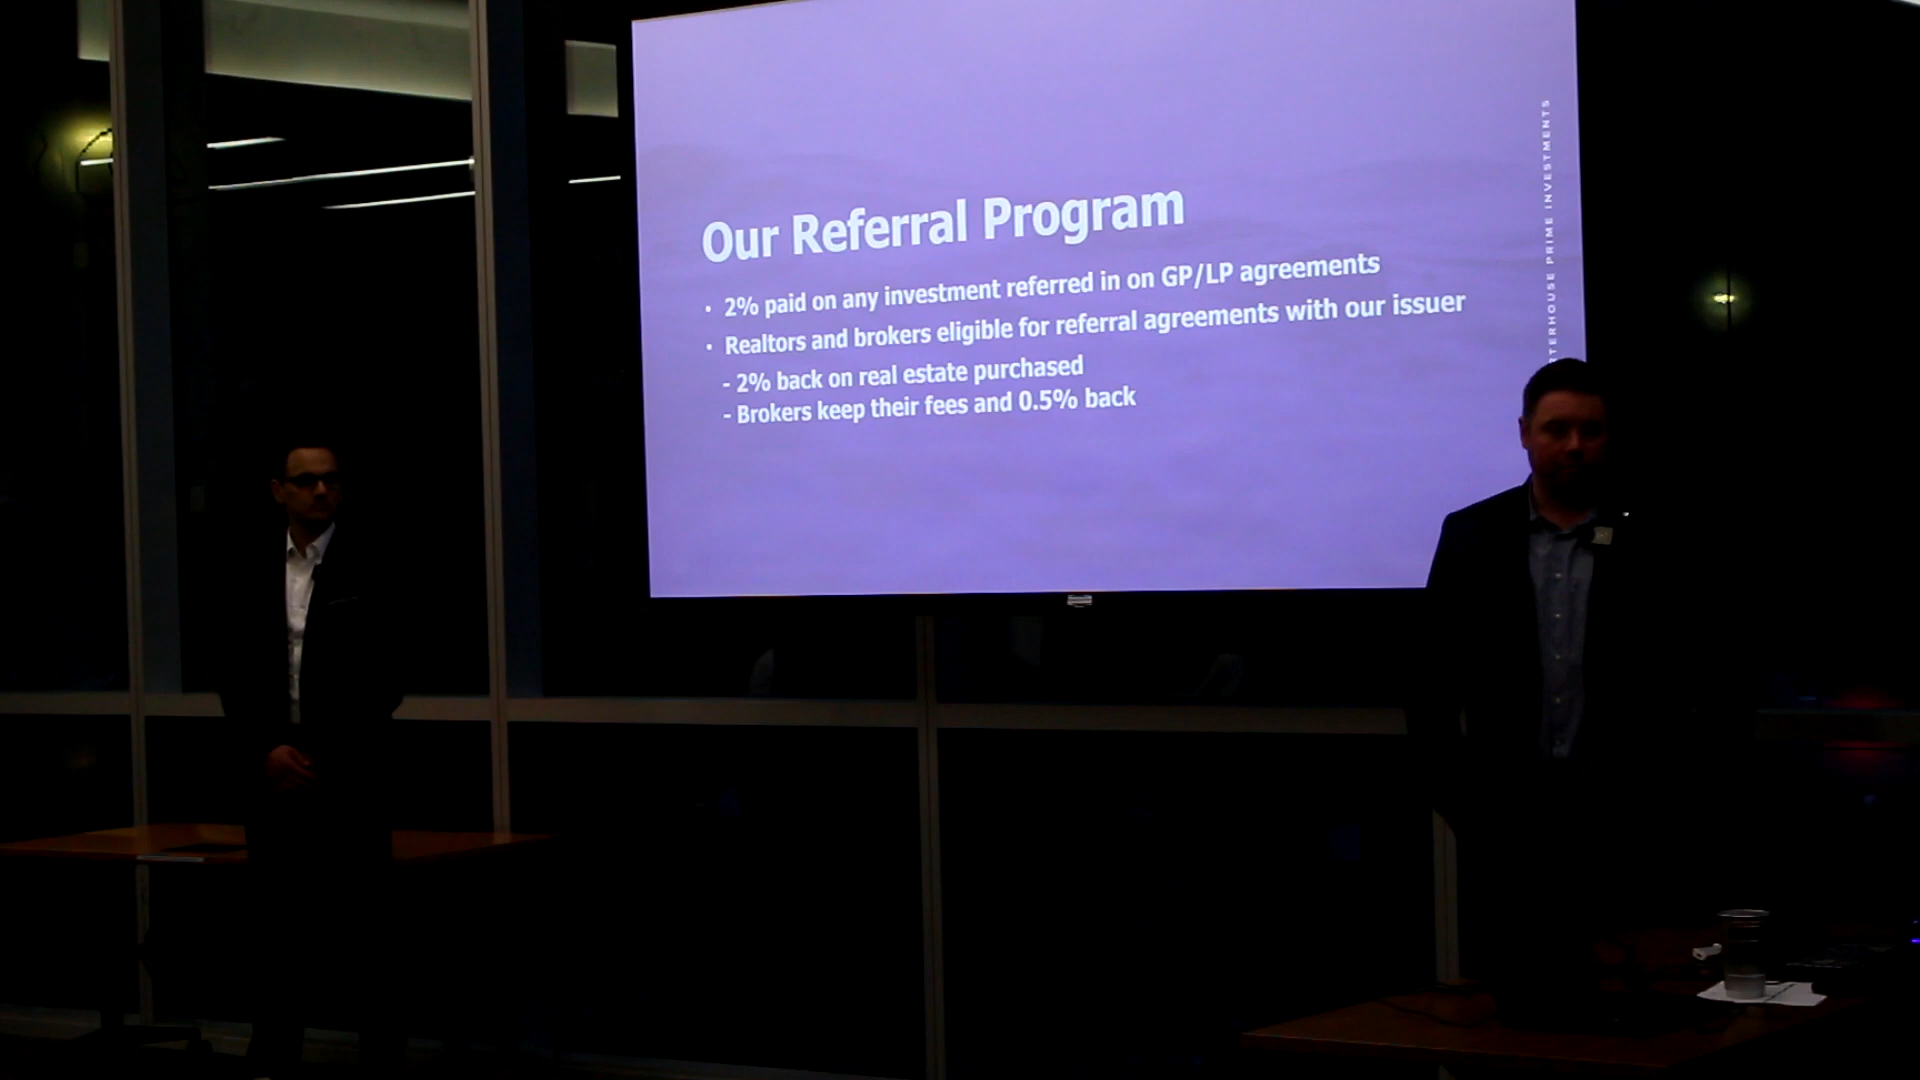 Our Referral Program
· 2% paid on any investment referred in on GP/LP agreements
· Realtors and brokers eligible for referral agreements with our issuer
- 2% back on real estate purchased
- Brokers keep their fees and 0.5% back
PRIME INVESTMENTS